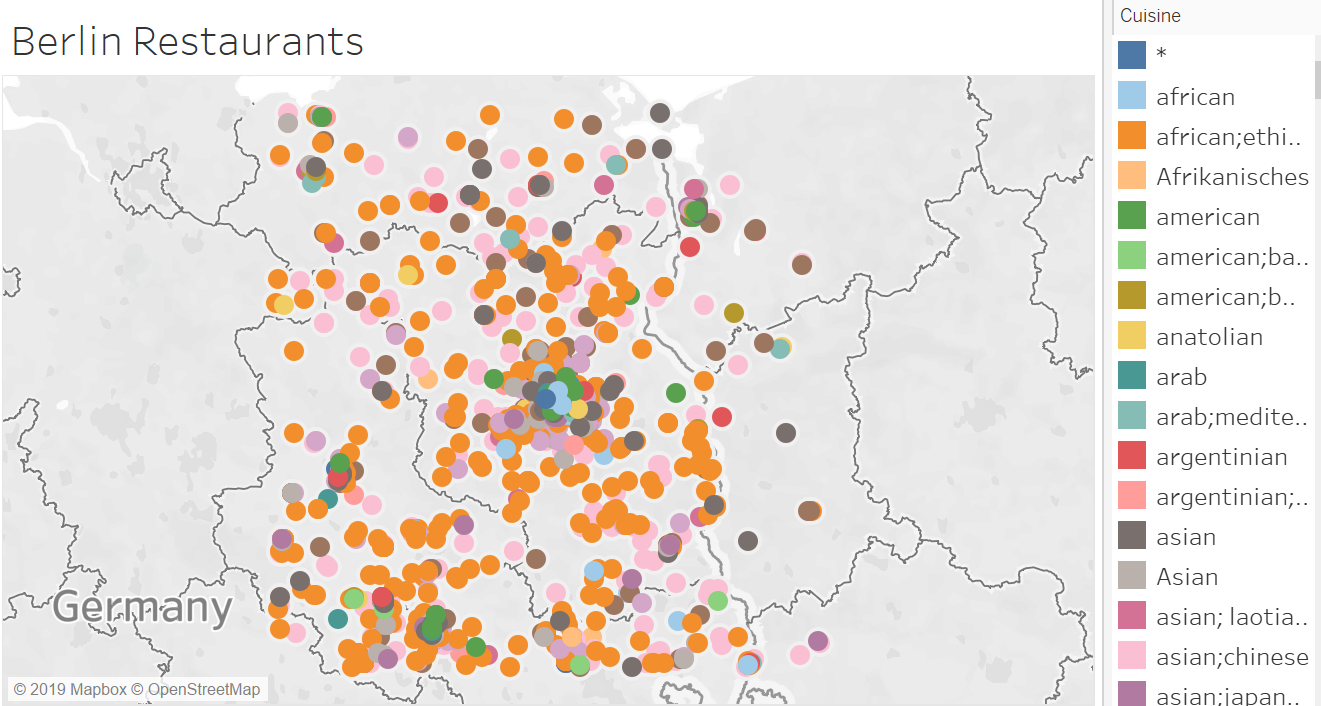 Berlin Restaurants
Cuisine
*
african
african;ethi..
Afrikanisches
american
american;ba..
american;b..
anatolian
arab
arab;medite..
argentinian
argentinian;..
asian
Asian
asian; laotia..
asian;chinese
asian;japan..
Germany
© 2019 Mapbox © OpenStreetMap